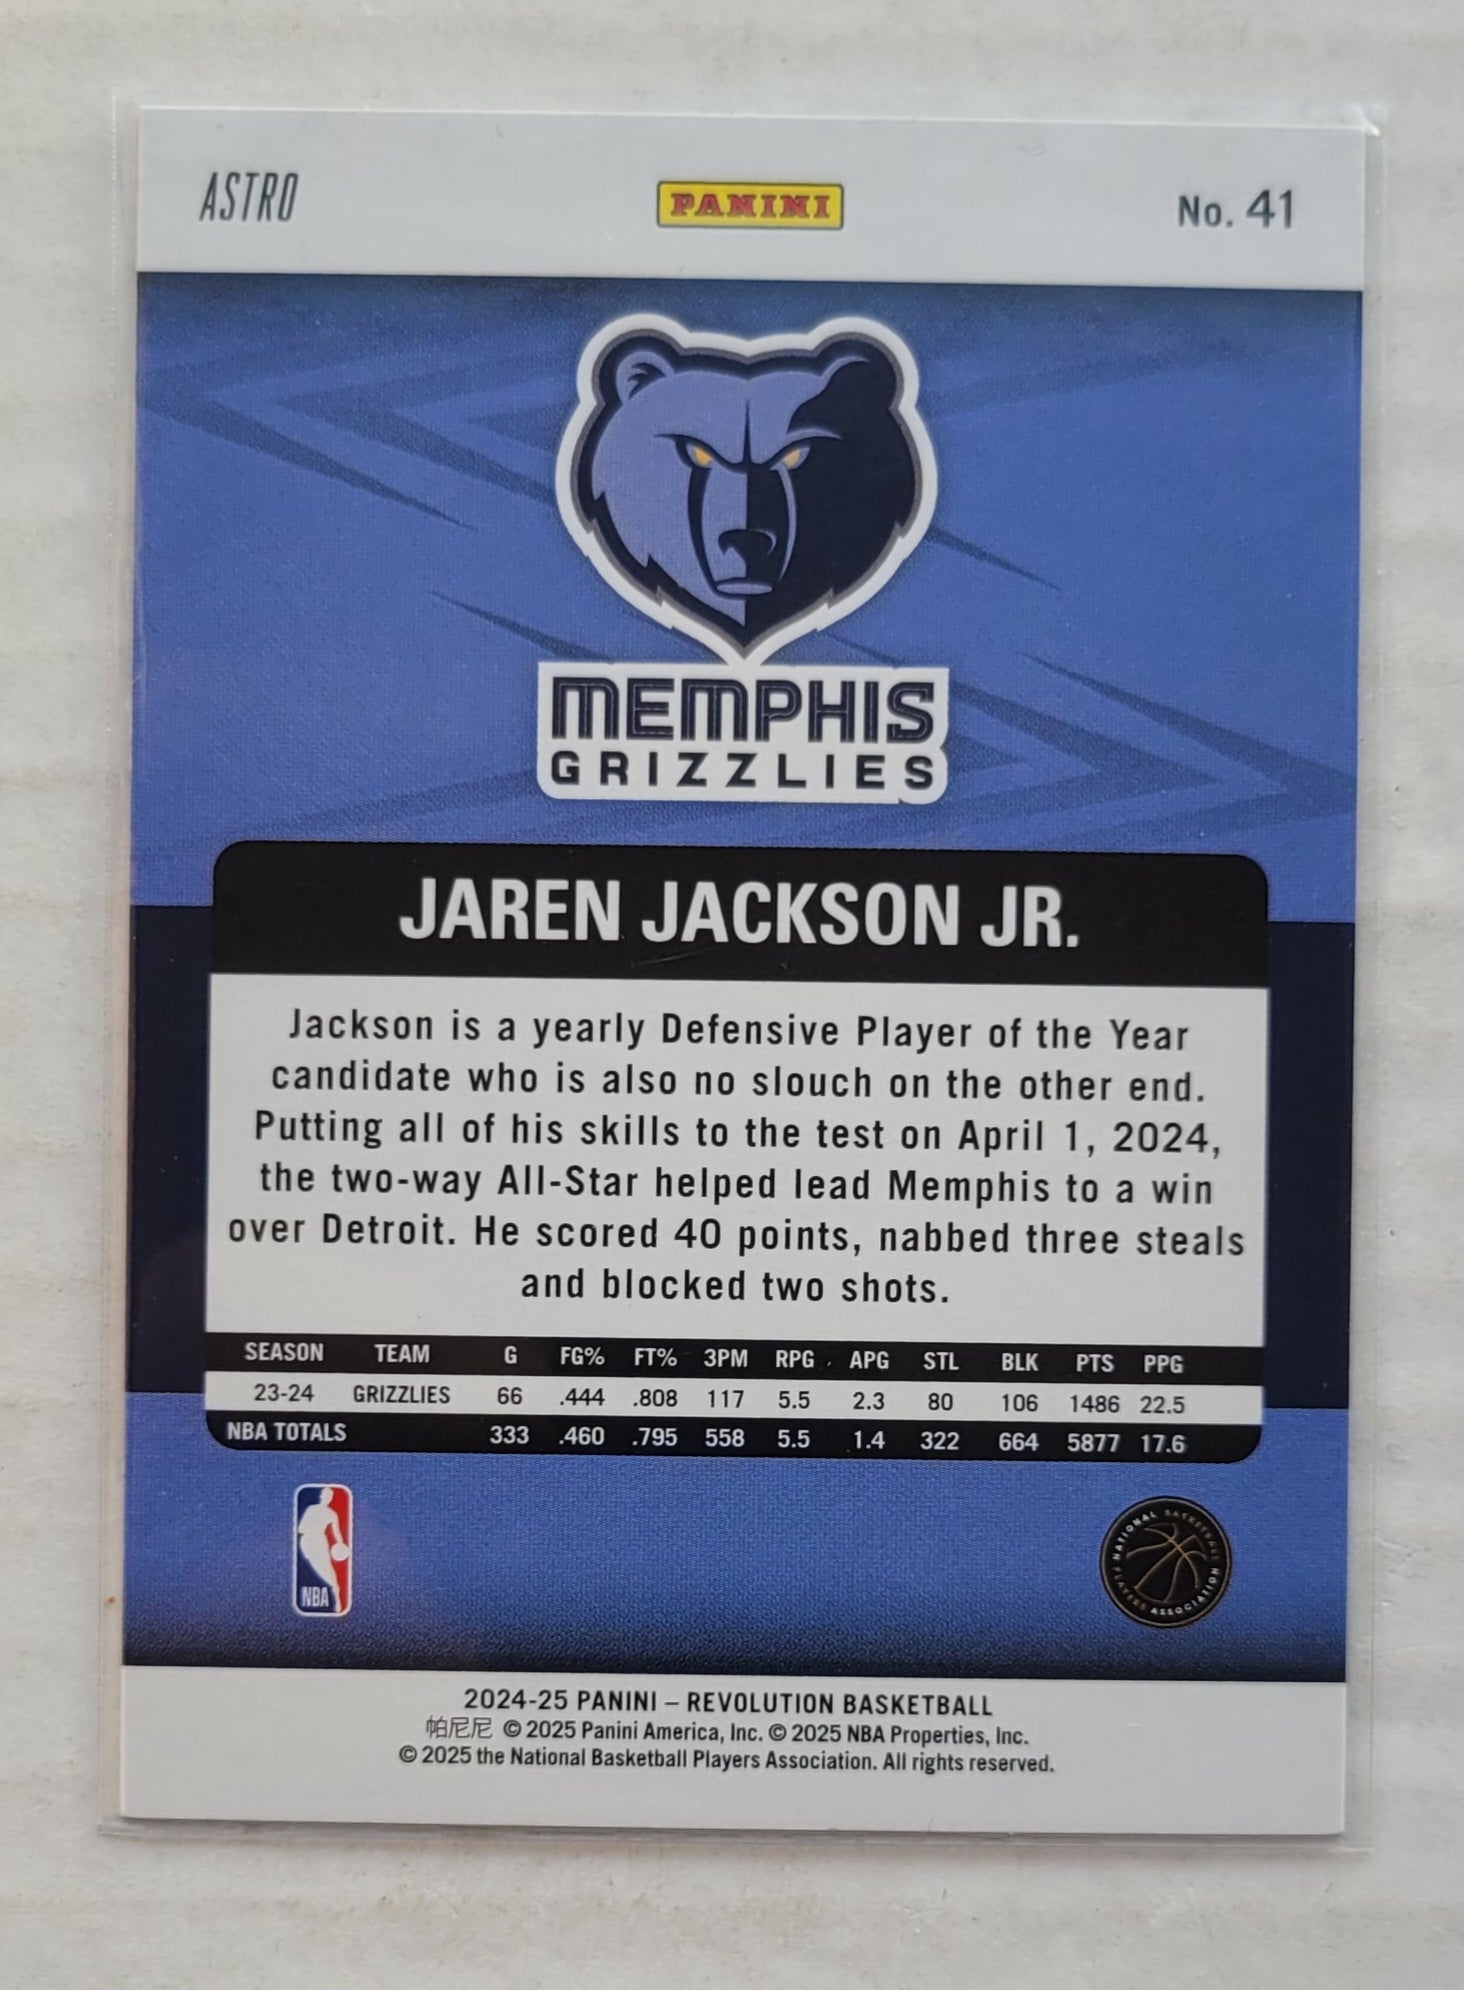 ASTRO PANINI No. 41
MEMPHIS
GRIZZLIES
JAREN JACKSON JR.
Jackson is a yearly Defensive Player of the Year
candidate who is also no slouch on the other end.
Putting all of his skills to the test on April 1, 2024,
the two-way All-Star helped lead Memphis to a win
over Detroit. He scored 40 points, nabbed three steals
and blocked two shots.
SEASON TEAM G FG% FT% 3PM RPG APG STL BLK PTS PPG
23-24 GRIZZLIES 66 .444 .808 117 5.5 2.3 80 106 1486 22.5
NBA TOTALS 333 .460 .795 558 5.5 1.4 322 664 5877 17.6
NBA
NATIONAL BASKETBALL PLAYERS ASSOCIATION
2024-25 PANINI – REVOLUTION BASKETBALL
帕尼尼 © 2025 Panini America, Inc. © 2025 NBA Properties, Inc.
© 2025 the National Basketball Players Association. All rights reserved.